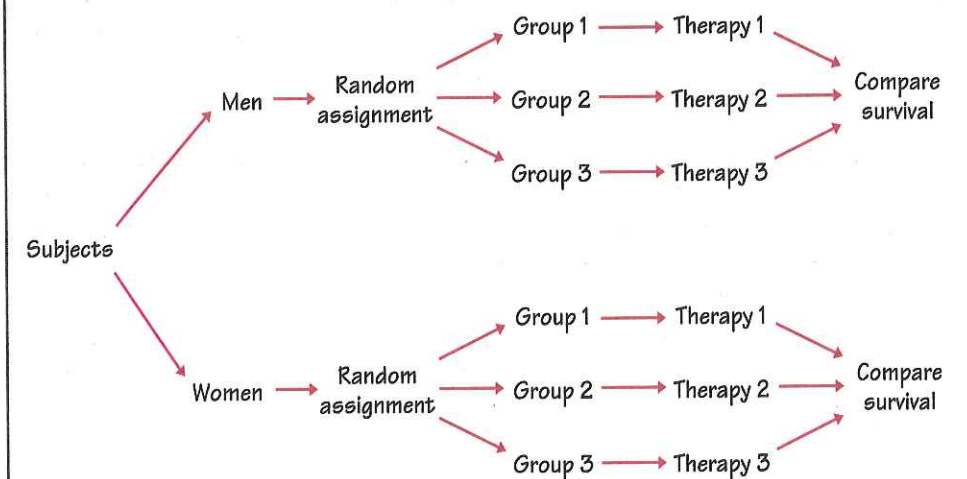 Group 1
Therapy 1
Men
Random
assignment
Group 2
Therapy 2
Compare
survival
Group 3
Therapy 3
Subjects
Group 1
Therapy 1
Women
Random
assignment
Group 2
Therapy 2
Compare
survival
Group 3
Therapy 3